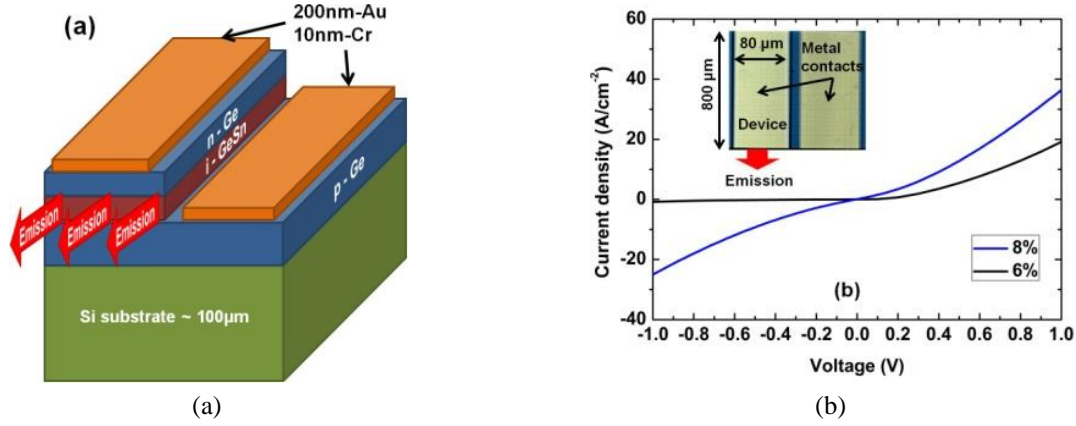 (a)
200nm-Au
10nm-Cr
n - Ge
i - GeSn
p - Ge
Emission
Emission
Emission
Si substrate ~ 100µm
(a)
Current density (A/cm⁻²)
60
40
20
0
-20
-40
800 µm
80 µm
Metal
contacts
Device
Emission
8%
6%
(b)
-1.0 -0.8 -0.6 -0.4 -0.2 0.0 0.2 0.4 0.6 0.8 1.0
Voltage (V)
(b)